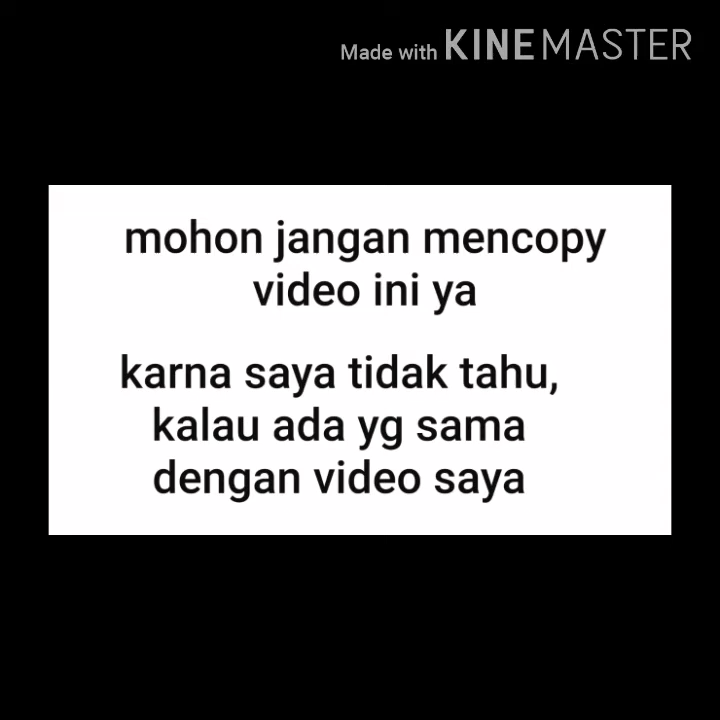 Made with KINEMASTER
mohon jangan mencopy
video ini ya
karna saya tidak tahu,
kalau ada yg sama
dengan video saya